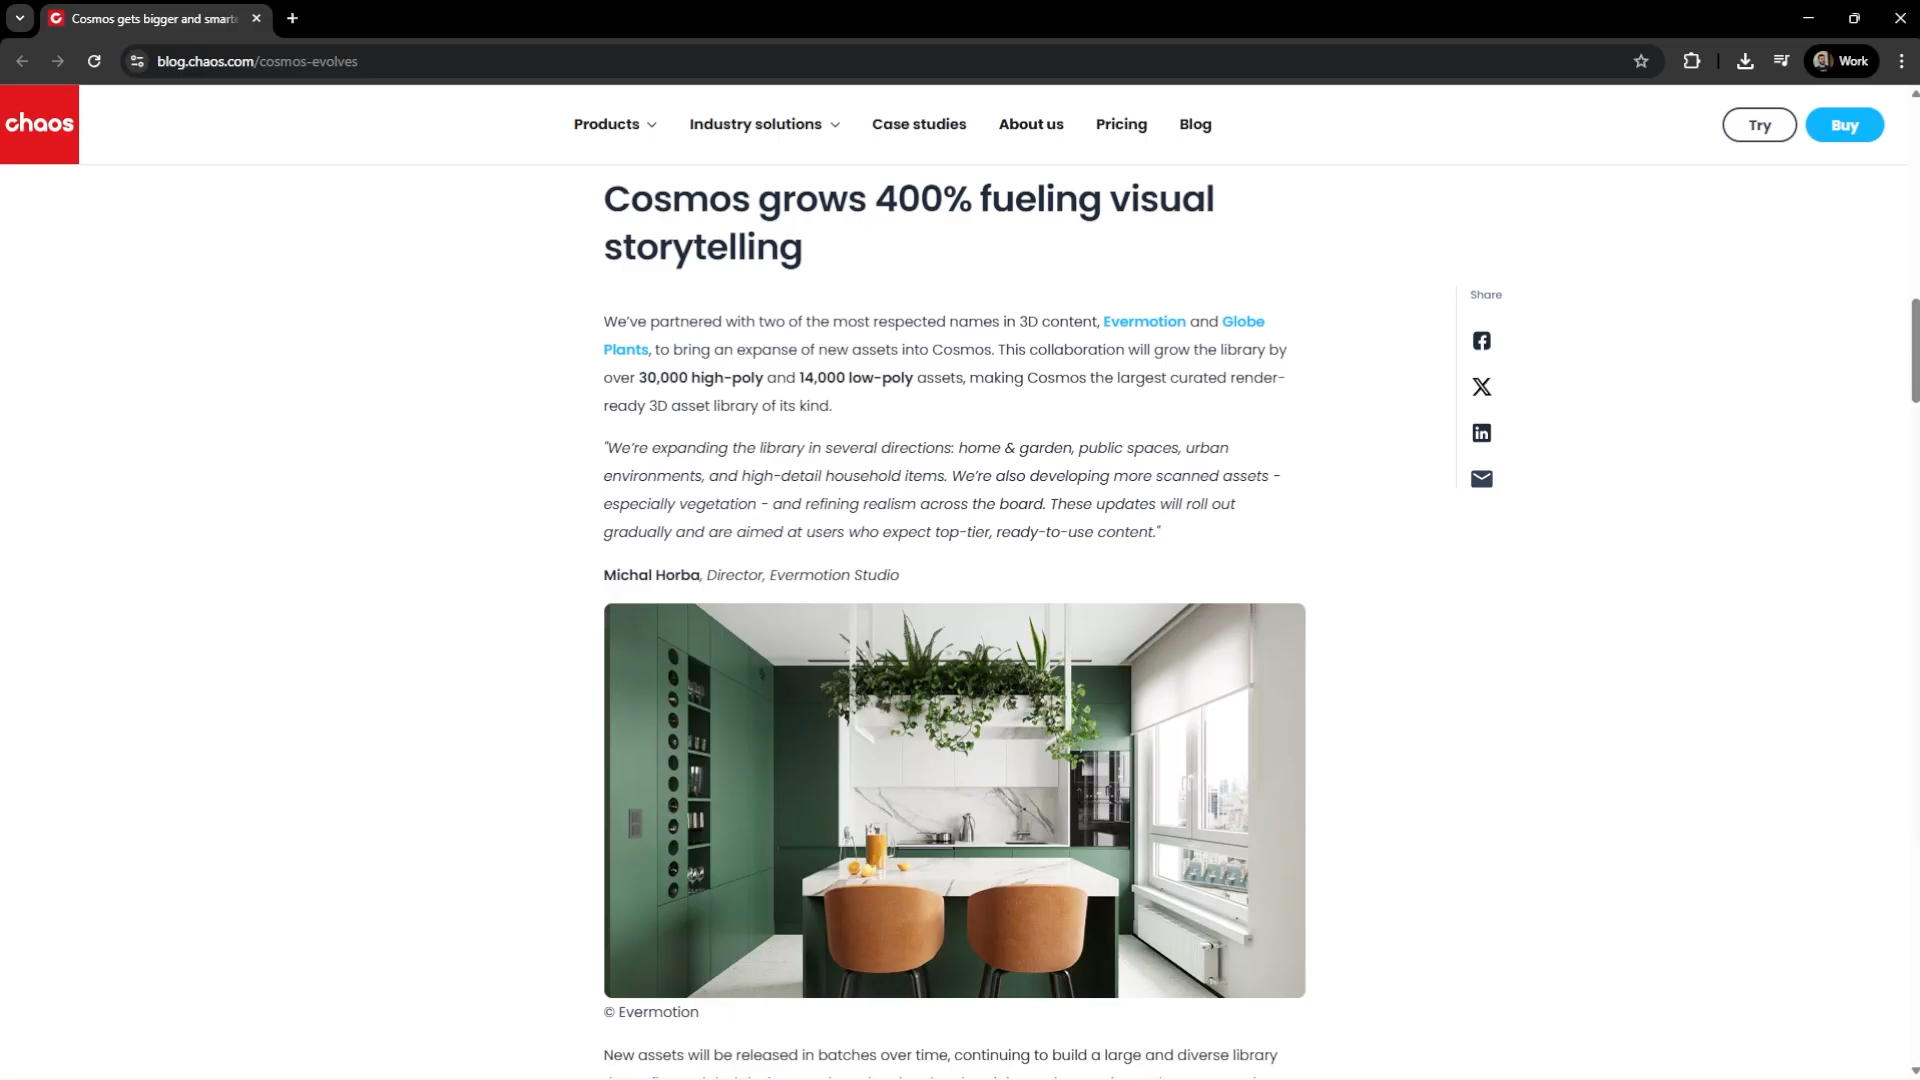 Cosmos gets bigger and smarte
blog.chaos.com/cosmos-evolves
Work
chaos
Products
Industry solutions
Case studies
About us
Pricing
Blog
Try
Buy
Cosmos grows 400% fueling visual
storytelling
Share
We've partnered with two of the most respected names in 3D content, Evermotion and Globe
Plants, to bring an expanse of new assets into Cosmos. This collaboration will grow the library by
over 30,000 high-poly and 14,000 low-poly assets, making Cosmos the largest curated render-
ready 3D asset library of its kind.
"We're expanding the library in several directions: home & garden, public spaces, urban
environments, and high-detail household items. We're also developing more scanned assets -
especially vegetation - and refining realism across the board. These updates will roll out
gradually and are aimed at users who expect top-tier, ready-to-use content."
Michal Horba, Director, Evermotion Studio
© Evermotion
New assets will be released in batches over time, continuing to build a large and diverse library